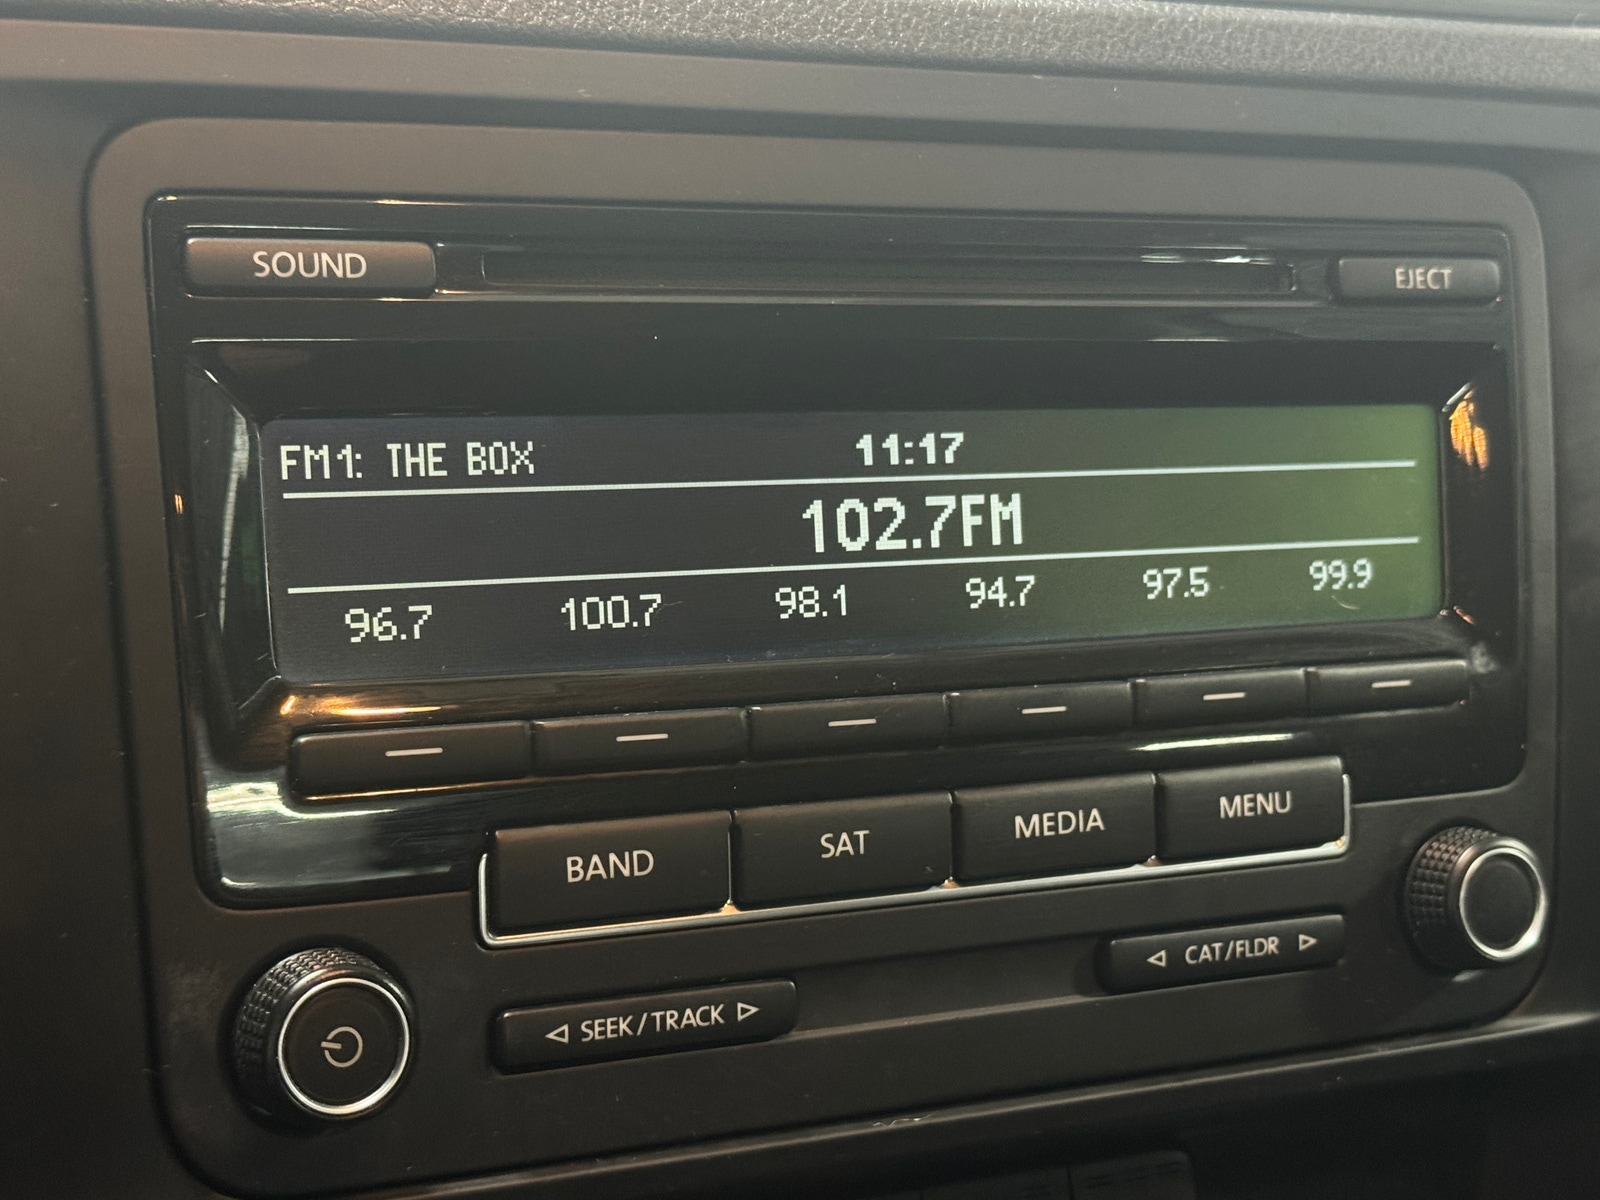 SOUND
EJECT
FM1: THE BOX 11:17
102.7FM
96.7 100.7 98.1 94.7 97.5 99.9
BAND SAT MEDIA MENU
SEEK/TRACK
CAT/FLDR